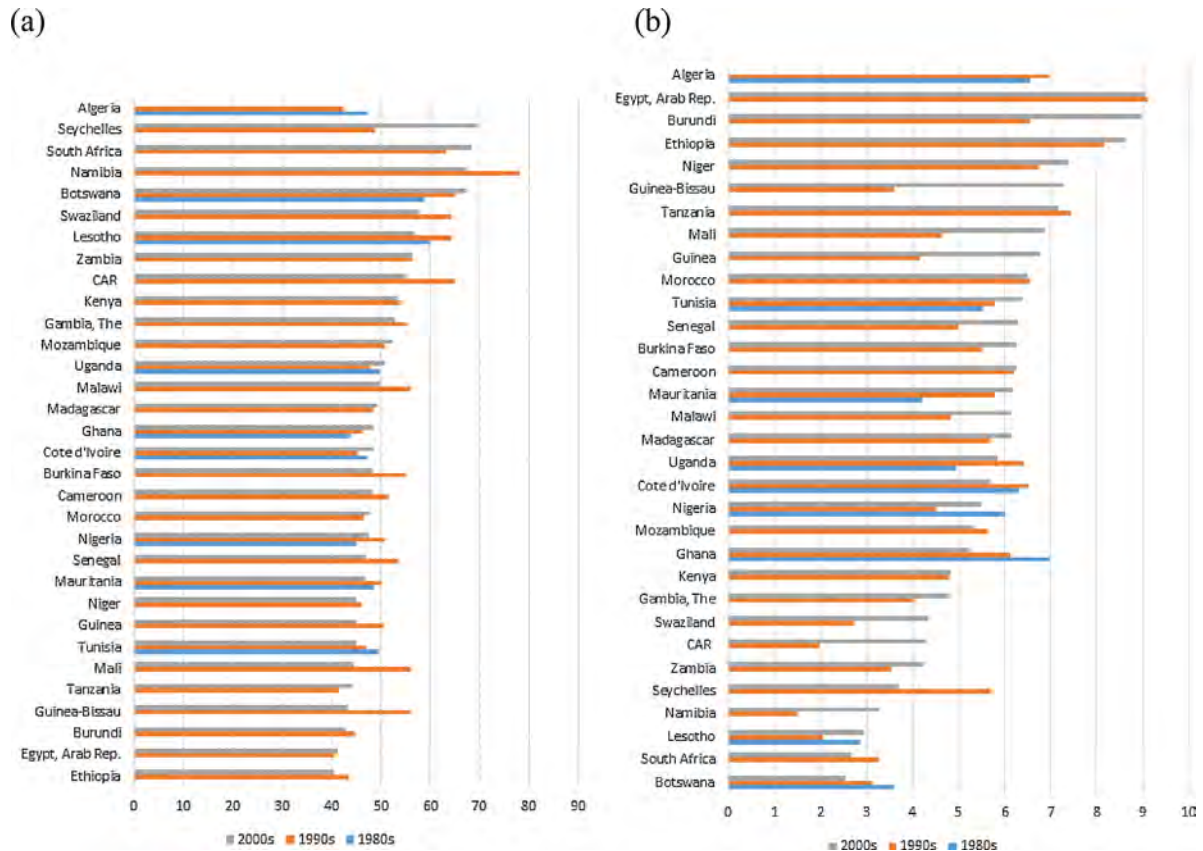 (a)
Algeria
Seychelles
South Africa
Namibia
Botswana
Swaziland
Lesotho
Zambia
CAR
Kenya
Gambia, The
Mozambique
Uganda
Malawi
Madagascar
Ghana
Cote d'Ivoire
Burkina Faso
Cameroon
Morocco
Nigeria
Senegal
Mauritania
Niger
Guinea
Tunisia
Mali
Tanzania
Guinea-Bissau
Burundi
Egypt, Arab Rep.
Ethiopia
0 10 20 30 40 50 60 70 80 90
2000s 1990s 1980s
(b)
Algeria
Egypt, Arab Rep.
Burundi
Ethiopia
Niger
Guinea-Bissau
Tanzania
Mali
Guinea
Morocco
Tunisia
Senegal
Burkina Faso
Cameroon
Mauritania
Malawi
Madagascar
Uganda
Cote d'Ivoire
Nigeria
Mozambique
Ghana
Kenya
Gambia, The
Swaziland
CAR
Zambia
Seychelles
Namibia
Lesotho
South Africa
Botswana
0 1 2 3 4 5 6 7 8 9 10
2000s 1990s 1980s